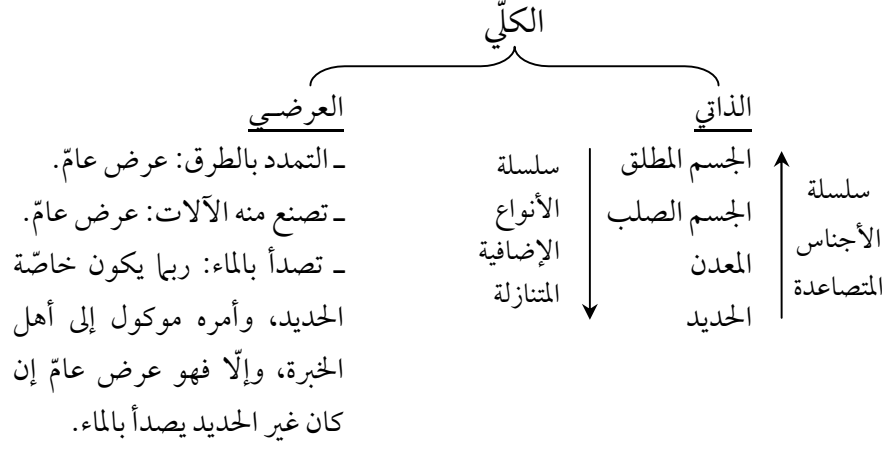 الكلّي
الذاتي
الجسم المطلق
الجسم الصلب
المعدن
الحديد
سلسلة
الأجناس
المتصاعدة
سلسلة
الأنواع
الإضافية
المتنازلة
العرضـي
ـ التمدد بالطرق: عرض عامّ.
ـ تصنع منه الآلات: عرض عامّ.
ـ تصدأ بالماء: ربما يكون خاصّة
الحديد، وأمره موكول إلى أهل
الخبرة، وإلّا فهو عرض عامّ إن
كان غير الحديد يصدأ بالماء.